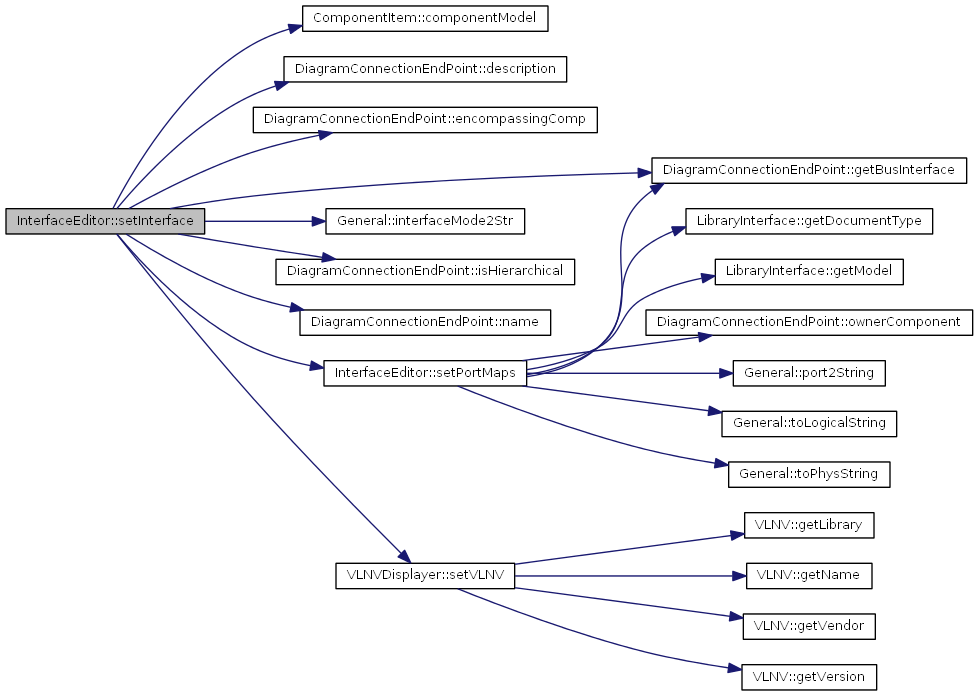 ComponentItem::componentModel
DiagramConnectionEndPoint::description
DiagramConnectionEndPoint::encompassingComp
DiagramConnectionEndPoint::getBusInterface
InterfaceEditor::setInterface
General::interfaceMode2Str
LibraryInterface::getDocumentType
DiagramConnectionEndPoint::isHierarchical
LibraryInterface::getModel
DiagramConnectionEndPoint::name
DiagramConnectionEndPoint::ownerComponent
InterfaceEditor::setPortMaps
General::port2String
General::toLogicalString
General::toPhysString
VLNV::getLibrary
VLNVDisplayer::setVLNV
VLNV::getName
VLNV::getVendor
VLNV::getVersion